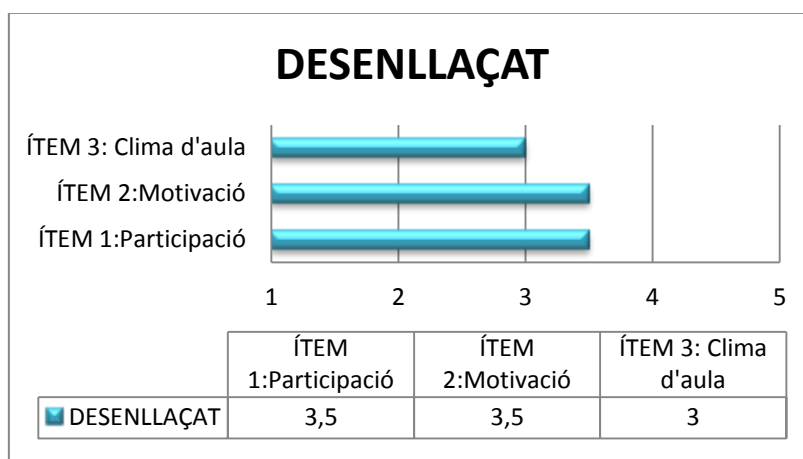 DESENLLAÇAT
ÍTEM 3: Clima d'aula
ÍTEM 2:Motivació
ÍTEM 1:Participació
1 2 3 4 5
ÍTEM 1:Participació
ÍTEM 2:Motivació
ÍTEM 3: Clima d'aula
DESENLLAÇAT 3,5 3,5 3